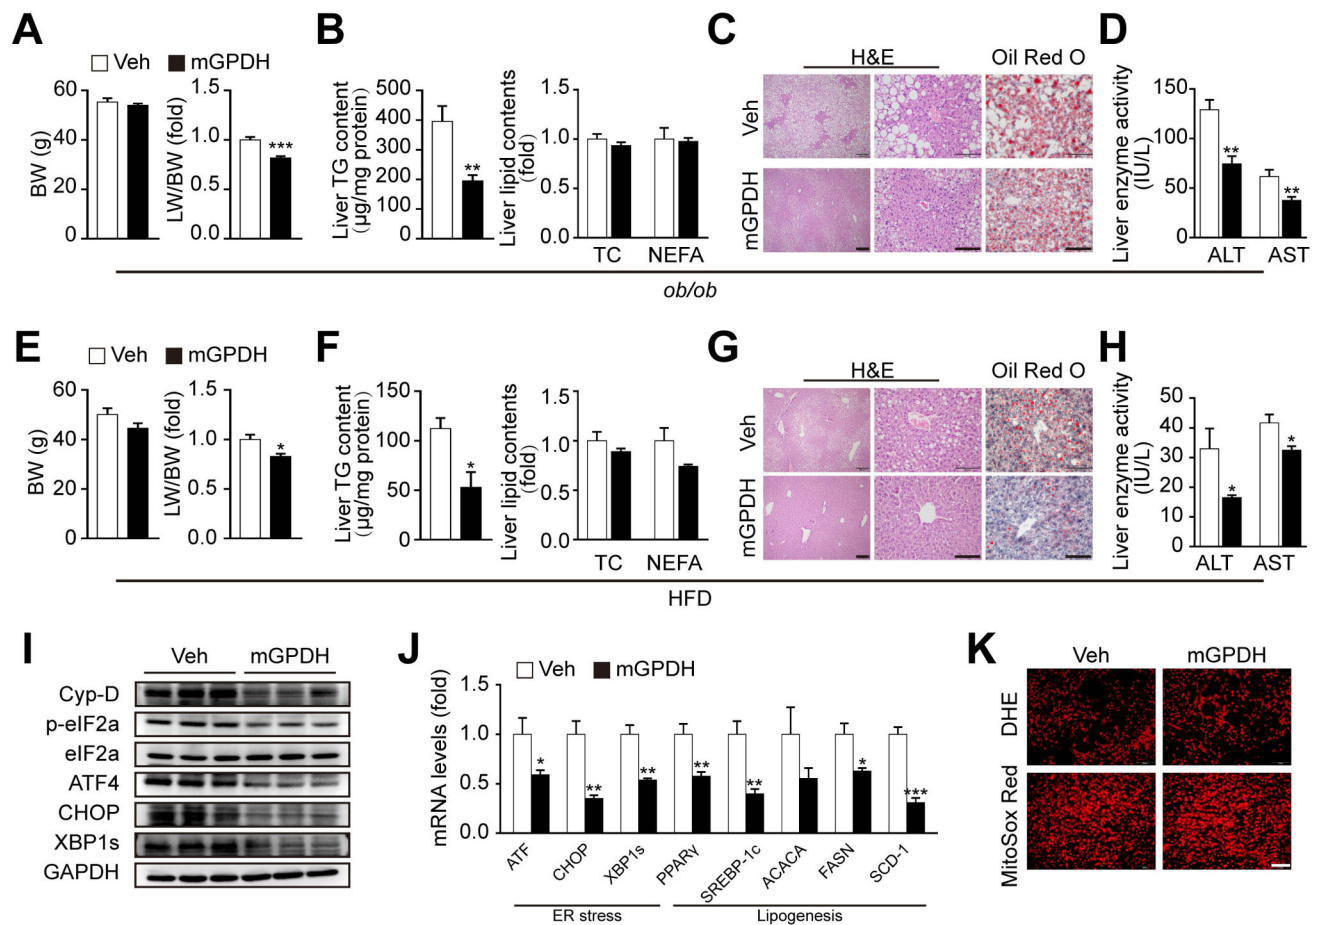 A
Veh mGPDH
BW (g)
60
40
20
0
LW/BW (fold)
1.5
1.0
0.5
0.0
***
B
Liver TG content
(µg/mg protein)
500
400
300
200
100
0
**
Liver lipid contents
(fold)
1.5
1.0
0.5
0.0
TC NEFA
C
H&E Oil Red O
Veh
mGPDH
D
Liver enzyme activity
(IU/L)
150
100
50
0
**
**
ALT AST
ob/ob
E
Veh mGPDH
BW (g)
60
40
20
0
LW/BW (fold)
1.5
1.0
0.5
0.0
*
F
Liver TG content
(µg/mg protein)
150
100
50
0
*
Liver lipid contents
(fold)
1.5
1.0
0.5
0.0
TC NEFA
G
H&E Oil Red O
Veh
mGPDH
H
Liver enzyme activity
(IU/L)
50
40
30
20
10
0
*
*
ALT AST
HFD
I
Veh mGPDH
Cyp-D
p-eIF2a
eIF2a
ATF4
CHOP
XBP1s
GAPDH
J
Veh mGPDH
mRNA levels (fold)
1.5
1.0
0.5
0.0
* ** ** ** ** * ***
ATF CHOP XBP1s PPARγ SREBP-1c ACACA FASN SCD-1
ER stress Lipogenesis
K
Veh mGPDH
DHE
MitoSox Red